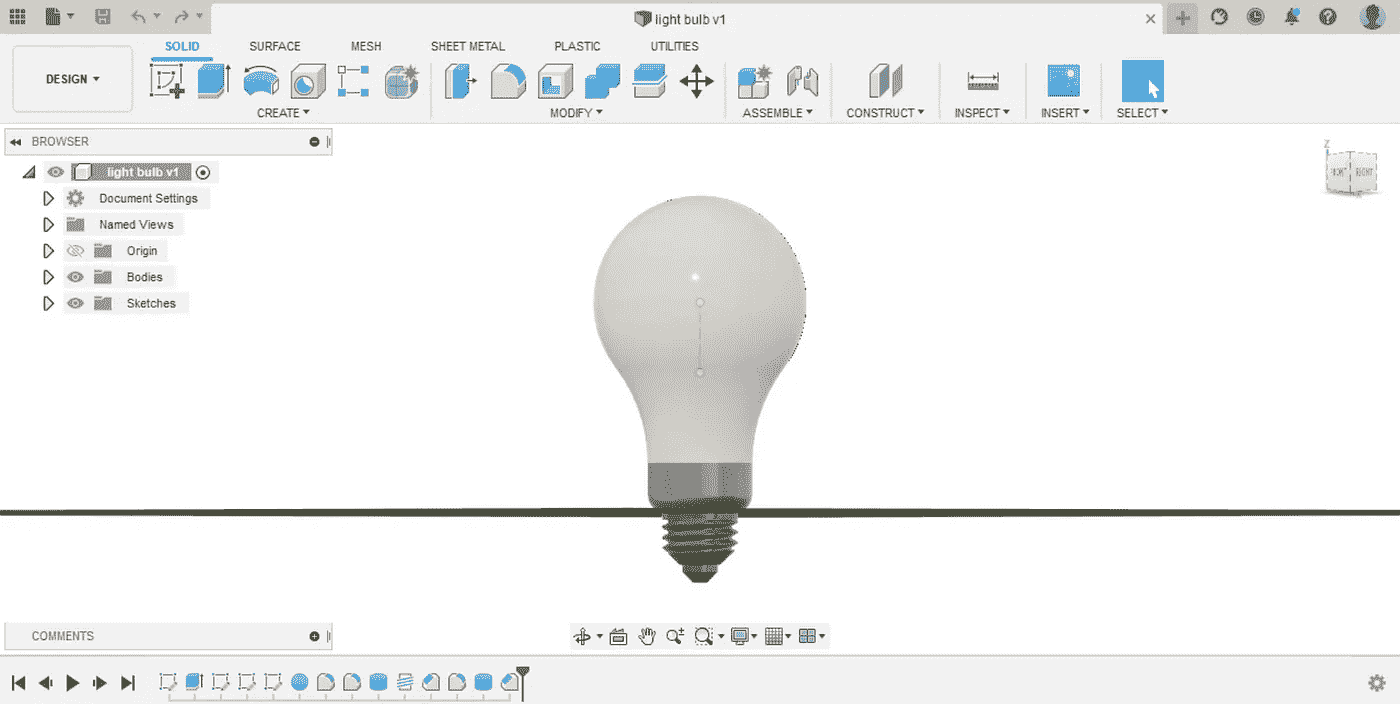 light bulb v1
SOLID SURFACE MESH SHEET METAL PLASTIC UTILITIES
DESIGN
CREATE MODIFY ASSEMBLE CONSTRUCT INSPECT INSERT SELECT
BROWSER
light bulb v1
Document Settings
Named Views
Origin
Bodies
Sketches
Z
RIGHT
COMMENTS